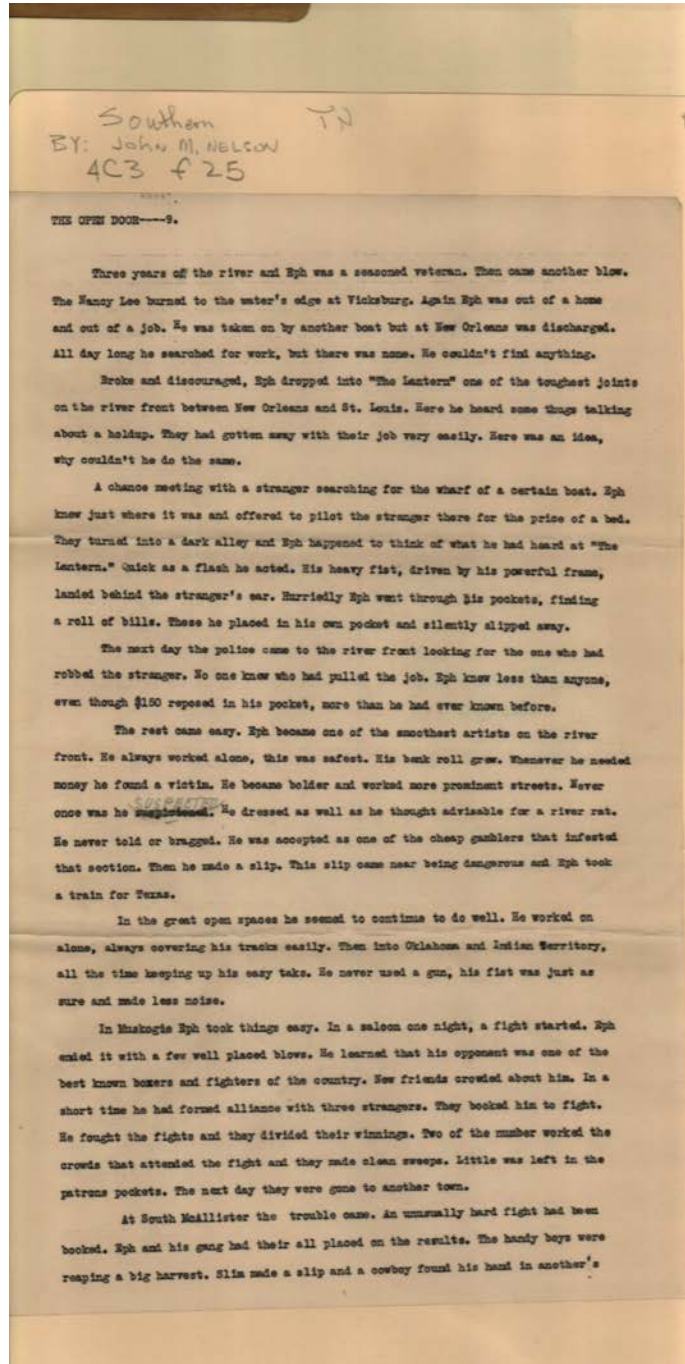 Southern TN
BY: JOHN M. NELSON
4C3 f 25
THE OPEN DOOR----9.
Three years of the river and Eph was a seasoned veteran. Then came another blow.
The Nancy Lee burned to the water's edge at Vicksburg. Again Eph was out of a home
and out of a job. He was taken on by another boat but at New Orleans was discharged.
All day long he searched for work, but there was none. He couldn't find anything.
Broke and discouraged, Eph dropped into "The Lantern" one of the toughest joints
on the river front between New Orleans and St. Louis. Here he heard some thugs talking
about a holdup. They had gotten away with their job very easily. Here was an idea,
why couldn't he do the same.
A chance meeting with a stranger searching for the wharf of a certain boat. Eph
knew just where it was and offered to pilot the stranger there for the price of a bed.
They turned into a dark alley and Eph happened to think of what he had heard at "The
Lantern." Quick as a flash he acted. His heavy fist, driven by his powerful frame,
landed behind the stranger's ear. Hurriedly Eph went through his pockets, finding
a roll of bills. These he placed in his own pocket and silently slipped away.
The next day the police came to the river front looking for the one who had
robbed the stranger. No one knew who had pulled the job. Eph knew less than anyone,
even though $150 reposed in his pocket, more than he had ever known before.
The rest came easy. Eph became one of the smoothest artists on the river
front. He always worked alone, this was safest. His bank roll grew. Whenever he needed
money he found a victim. He became bolder and worked more prominent streets. Never
SUSPECTED
once was he suspicioned. He dressed as well as he thought advisable for a river rat.
He never told or bragged. He was accepted as one of the cheap gamblers that infested
that section. Then he made a slip. This slip came near being dangerous and Eph took
a train for Texas.
In the great open spaces he seemed to continue to do well. He worked on
alone, always covering his tracks easily. Then into Oklahoma and Indian Territory,
all the time keeping up his easy take. He never used a gun, his fist was just as
sure and made less noise.
In Muskogie Eph took things easy. In a saloon one night, a fight started. Eph
ended it with a few well placed blows. He learned that his opponent was one of the
best known boxers and fighters of the country. New friends crowded about him. In a
short time he had formed alliance with three strangers. They booked him to fight.
He fought the fights and they divided their winnings. Two of the number worked the
crowds that attended the fight and they made clean sweeps. Little was left in the
patrons pockets. The next day they were gone to another town.
At South McAllister the trouble came. An unusually hard fight had been
booked. Eph and his gang had their all placed on the results. The handy boys were
reaping a big harvest. Slim made a slip and a cowboy found his hand in another's